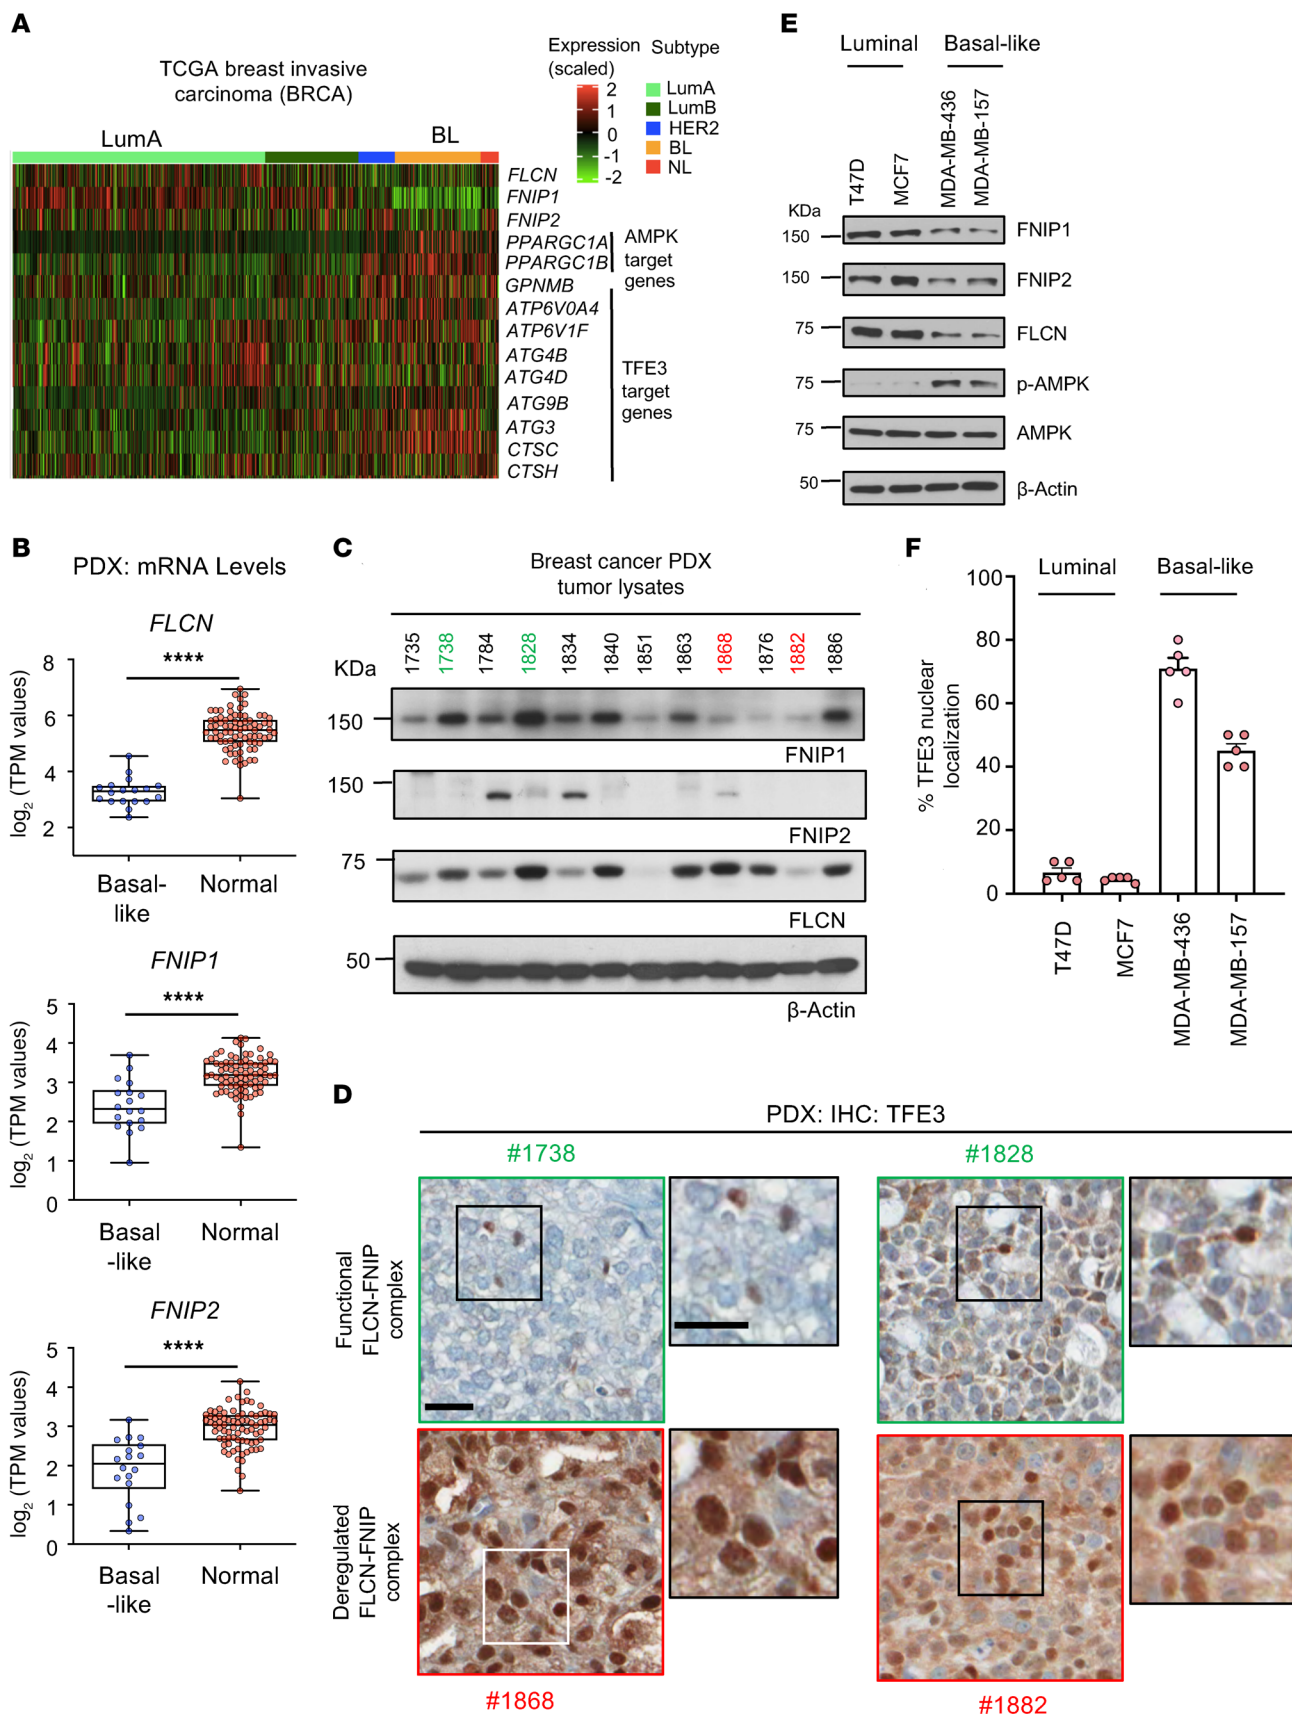 A
TCGA breast invasive
carcinoma (BRCA)
LumA
BL
Expression
(scaled)
2
1
0
-1
-2
Subtype
LumA
LumB
HER2
BL
NL
FLCN
FNIP1
FNIP2
PPARGC1A
PPARGC1B
GPNMB
ATP6V0A4
ATP6V1F
ATG4B
ATG4D
ATG9B
ATG3
CTSC
CTSH
AMPK
target
genes
TFE3
target
genes
E
Luminal
Basal-like
T47D
MCF7
MDA-MB-436
MDA-MB-157
KDa
150
FNIP1
150
FNIP2
75
FLCN
75
p-AMPK
75
AMPK
50
β-Actin
B
PDX: mRNA Levels
FLCN
****
log2 (TPM values)
8
6
4
2
Basal-
like
Normal
FNIP1
****
log2 (TPM values)
5
4
3
2
1
0
Basal
-like
Normal
FNIP2
****
log2 (TPM values)
5
4
3
2
1
0
Basal
-like
Normal
C
Breast cancer PDX
tumor lysates
KDa
1735
1738
1784
1828
1834
1840
1851
1863
1868
1876
1882
1886
150
FNIP1
150
FNIP2
75
FLCN
50
β-Actin
F
Luminal
Basal-like
% TFE3 nuclear
localization
100
80
60
40
20
0
T47D
MCF7
MDA-MB-436
MDA-MB-157
D
PDX: IHC: TFE3
#1738
#1828
Functional
FLCN-FNIP
complex
Deregulated
FLCN-FNIP
complex
#1868
#1882